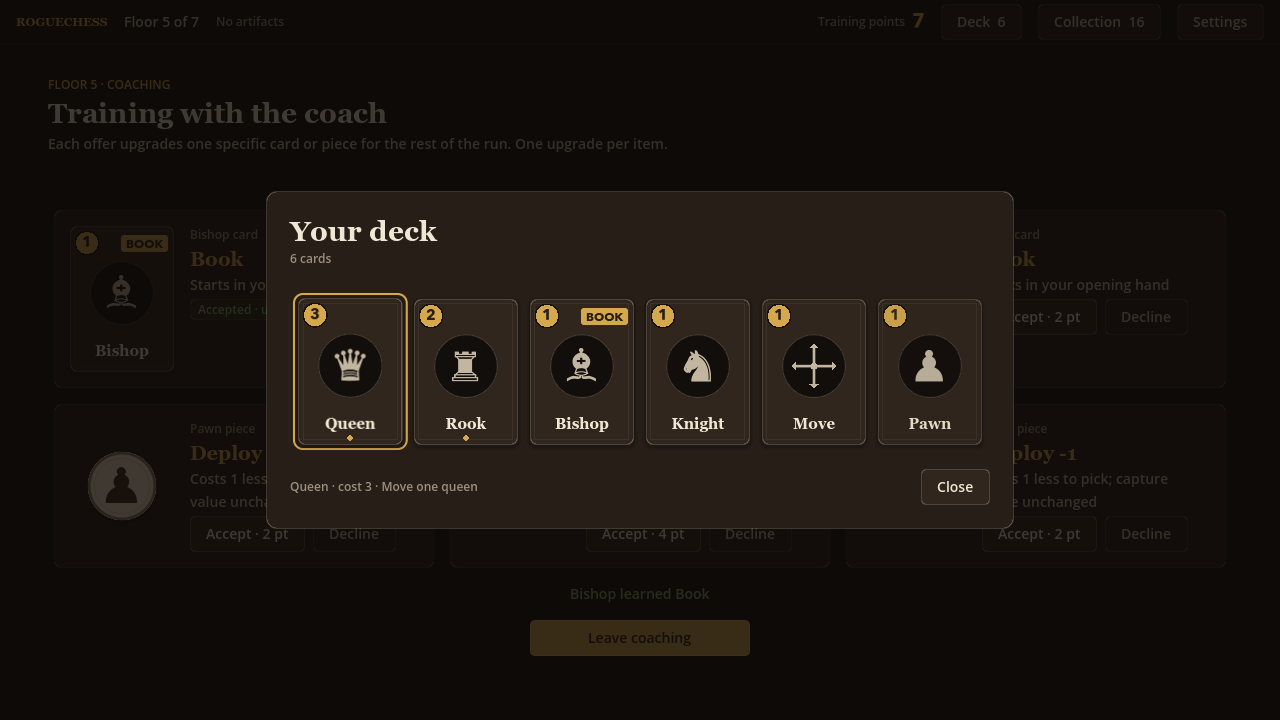 ROGUECHESS Floor 5 of 7 No artifacts Training points 7 Deck 6 Collection 16 Settings
FLOOR 5 · COACHING
Training with the coach
Each offer upgrades one specific card or piece for the rest of the run. One upgrade per item.
1 BOOK
Bishop
Bishop card
Book
Starts in yo
Accepted · u
card
ok
s in your opening hand
cept · 2 pt Decline
Your deck
6 cards
3
Queen
2
Rook
1 BOOK
Bishop
1
Knight
1
Move
1
Pawn
Queen · cost 3 · Move one queen
Close
Pawn piece
Deploy
Costs 1 less
value uncha
Accept · 2 pt Decline
Accept · 4 pt Decline
piece
ploy -1
s 1 less to pick; capture
e unchanged
Accept · 2 pt Decline
Bishop learned Book
Leave coaching